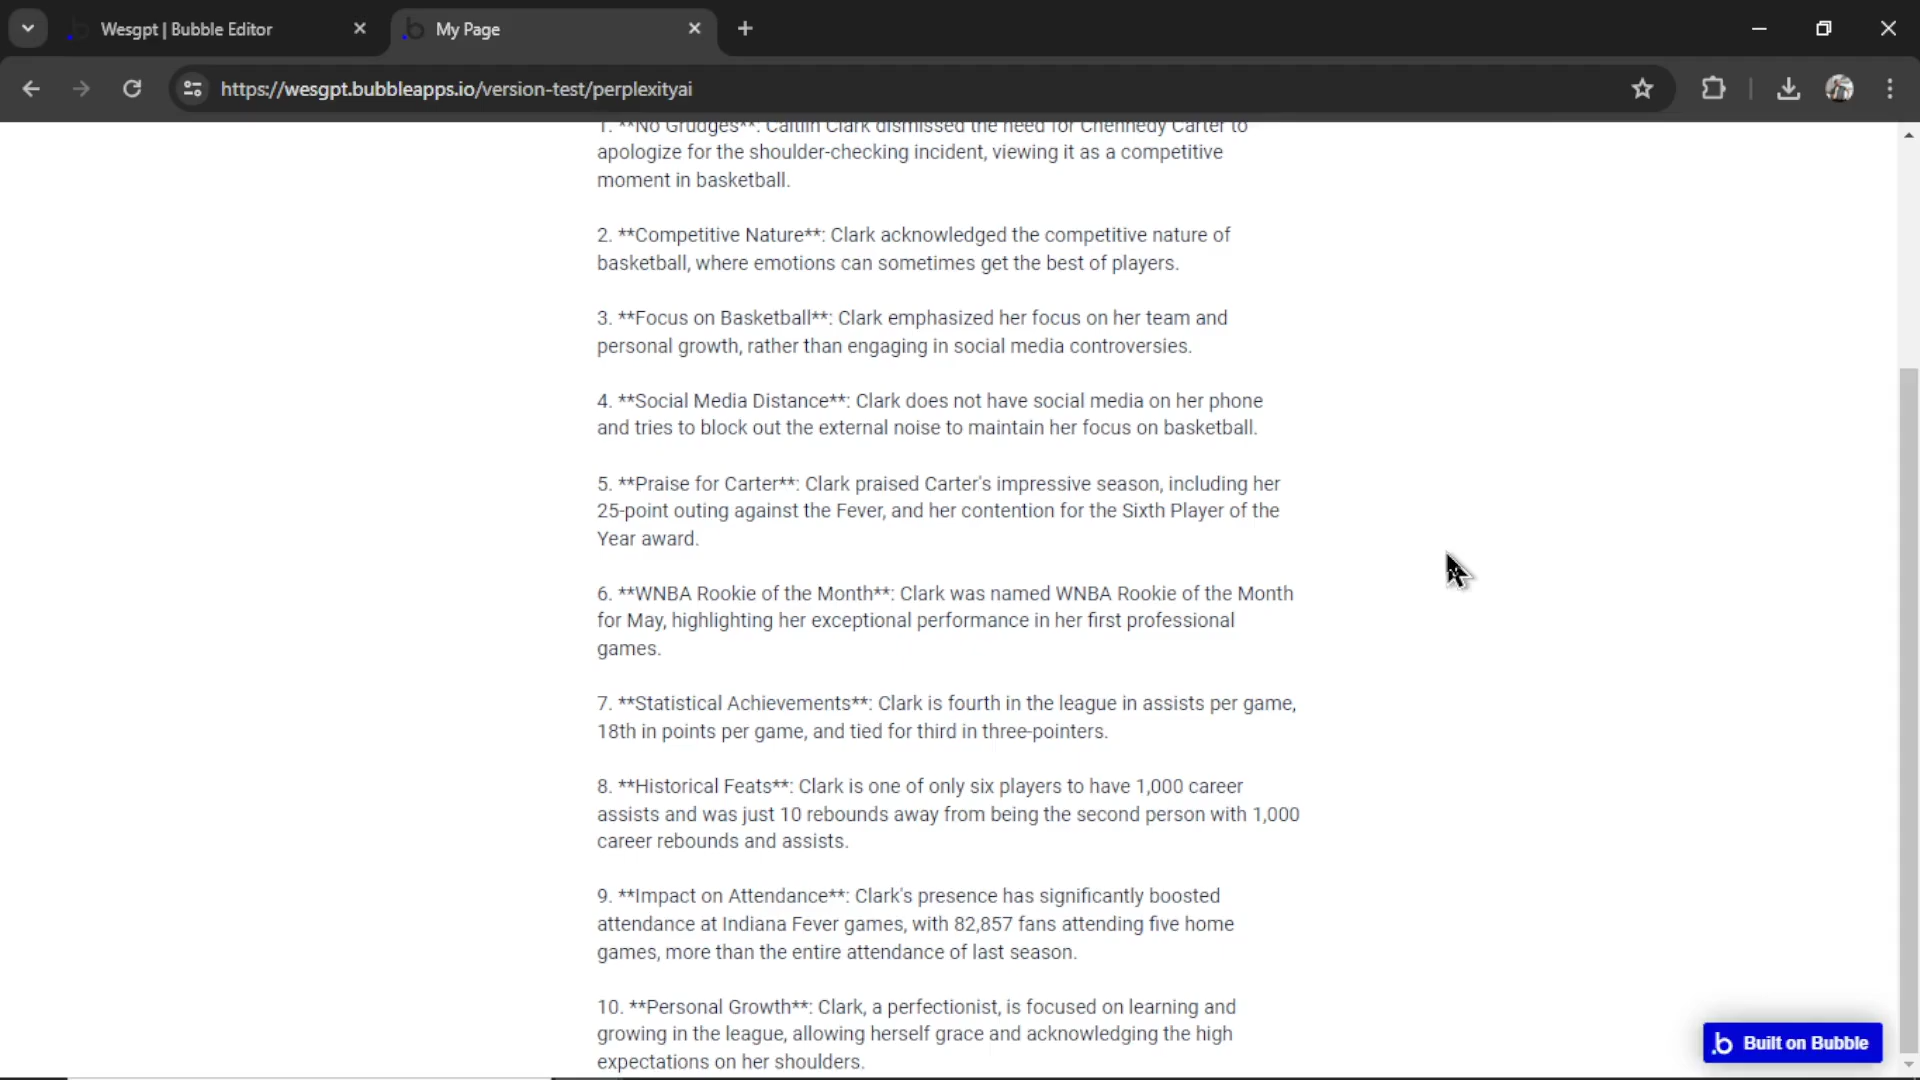 Wesgpt | Bubble Editor
My Page
https://wesgpt.bubbleapps.io/version-test/perplexityai
1. **No Grudges**: Caitlin Clark dismissed the need for Chennedy Carter to
apologize for the shoulder-checking incident, viewing it as a competitive
moment in basketball.
2. **Competitive Nature**: Clark acknowledged the competitive nature of
basketball, where emotions can sometimes get the best of players.
3. **Focus on Basketball**: Clark emphasized her focus on her team and
personal growth, rather than engaging in social media controversies.
4. **Social Media Distance**: Clark does not have social media on her phone
and tries to block out the external noise to maintain her focus on basketball.
5. **Praise for Carter**: Clark praised Carter's impressive season, including her
25-point outing against the Fever, and her contention for the Sixth Player of the
Year award.
6. **WNBA Rookie of the Month**: Clark was named WNBA Rookie of the Month
for May, highlighting her exceptional performance in her first professional
games.
7. **Statistical Achievements**: Clark is fourth in the league in assists per game,
18th in points per game, and tied for third in three-pointers.
8. **Historical Feats**: Clark is one of only six players to have 1,000 career
assists and was just 10 rebounds away from being the second person with 1,000
career rebounds and assists.
9. **Impact on Attendance**: Clark's presence has significantly boosted
attendance at Indiana Fever games, with 82,857 fans attending five home
games, more than the entire attendance of last season.
10. **Personal Growth**: Clark, a perfectionist, is focused on learning and
growing in the league, allowing herself grace and acknowledging the high
expectations on her shoulders.
Built on Bubble